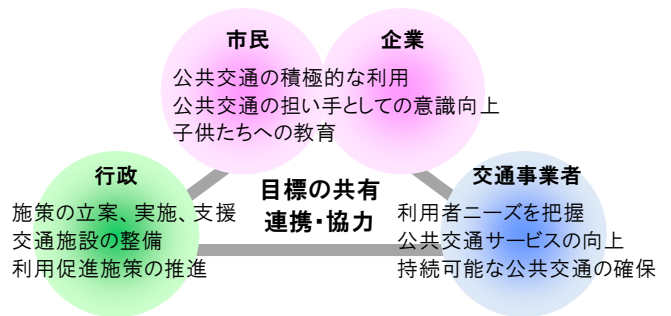 市民
企業
公共交通の積極的な利用
公共交通の担い手としての意識向上
子供たちへの教育
行政
施策の立案、実施、支援
交通施設の整備
利用促進施策の推進
目標の共有
連携・協力
交通事業者
利用者ニーズを把握
公共交通サービスの向上
持続可能な公共交通の確保